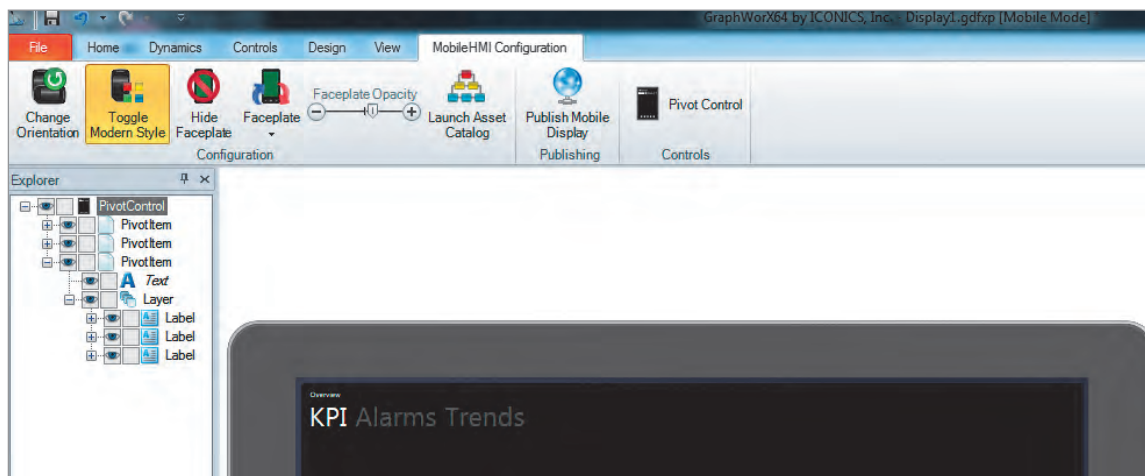 GraphWorX64 by ICONICS, Inc. - Display1.gdfxp [Mobile Mode]
File Home Dynamics Controls Design View MobileHMI Configuration
Change Orientation
Toggle Modern Style
Hide Faceplate
Faceplate
Faceplate Opacity
Launch Asset Catalog
Publish Mobile Display
Pivot Control
Configuration Publishing Controls
Explorer
PivotControl
PivotItem
PivotItem
PivotItem
A Text
Layer
Label
Label
Label
Overview
KPI Alarms Trends